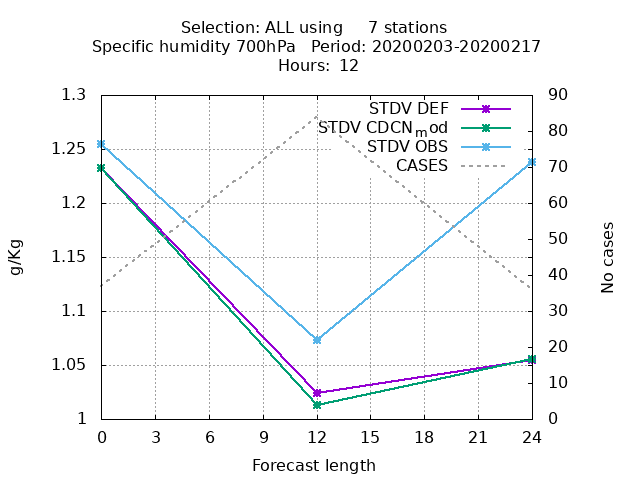 Selection: ALL using 7 stations
Specific humidity 700hPa Period: 20200203-20200217
Hours: 12
1.3
1.25
1.2
1.15
1.1
1.05
1
g/Kg
STDV DEF
STDV CDCN_mod
STDV OBS
CASES
90
80
70
60
50
40
30
20
10
0
No cases
0 3 6 9 12 15 18 21 24
Forecast length